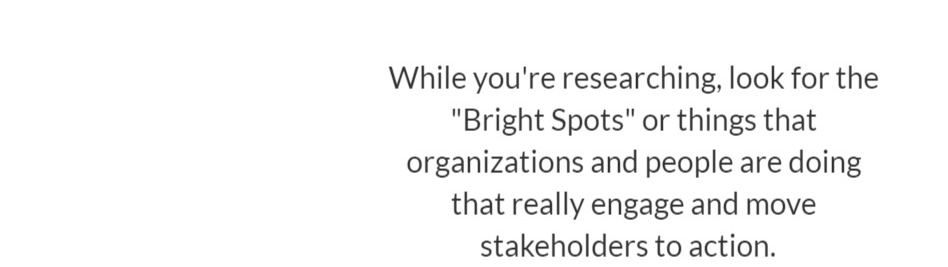 While you're researching, look for the
"Bright Spots" or things that
organizations and people are doing
that really engage and move
stakeholders to action.